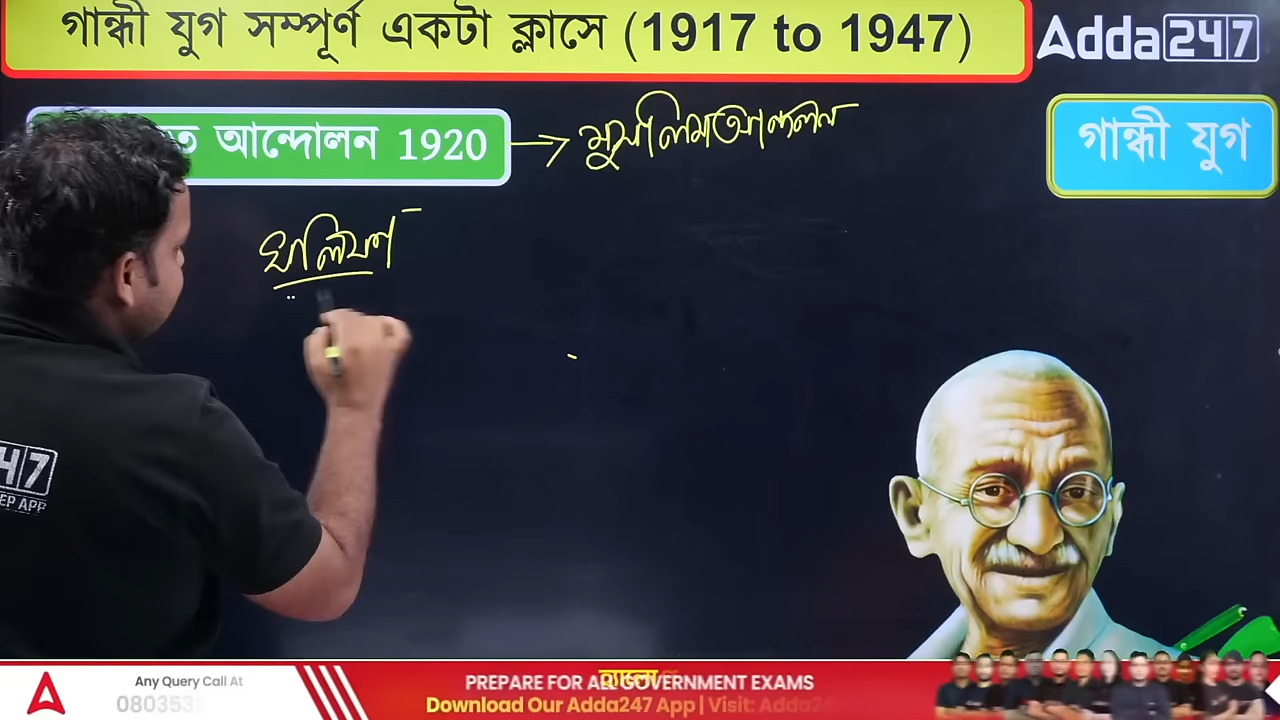 গান্ধী যুগ সম্পূর্ণ একটা ক্লাসে (1917 to 1947)
Adda247
আন্দোলন 1920
মুসলিম আন্দোলন
গান্ধী যুগ
খলিফা
Any Query Call At
PREPARE FOR ALL GOVERNMENT EXAMS
Download Our Adda247 App | Visit: